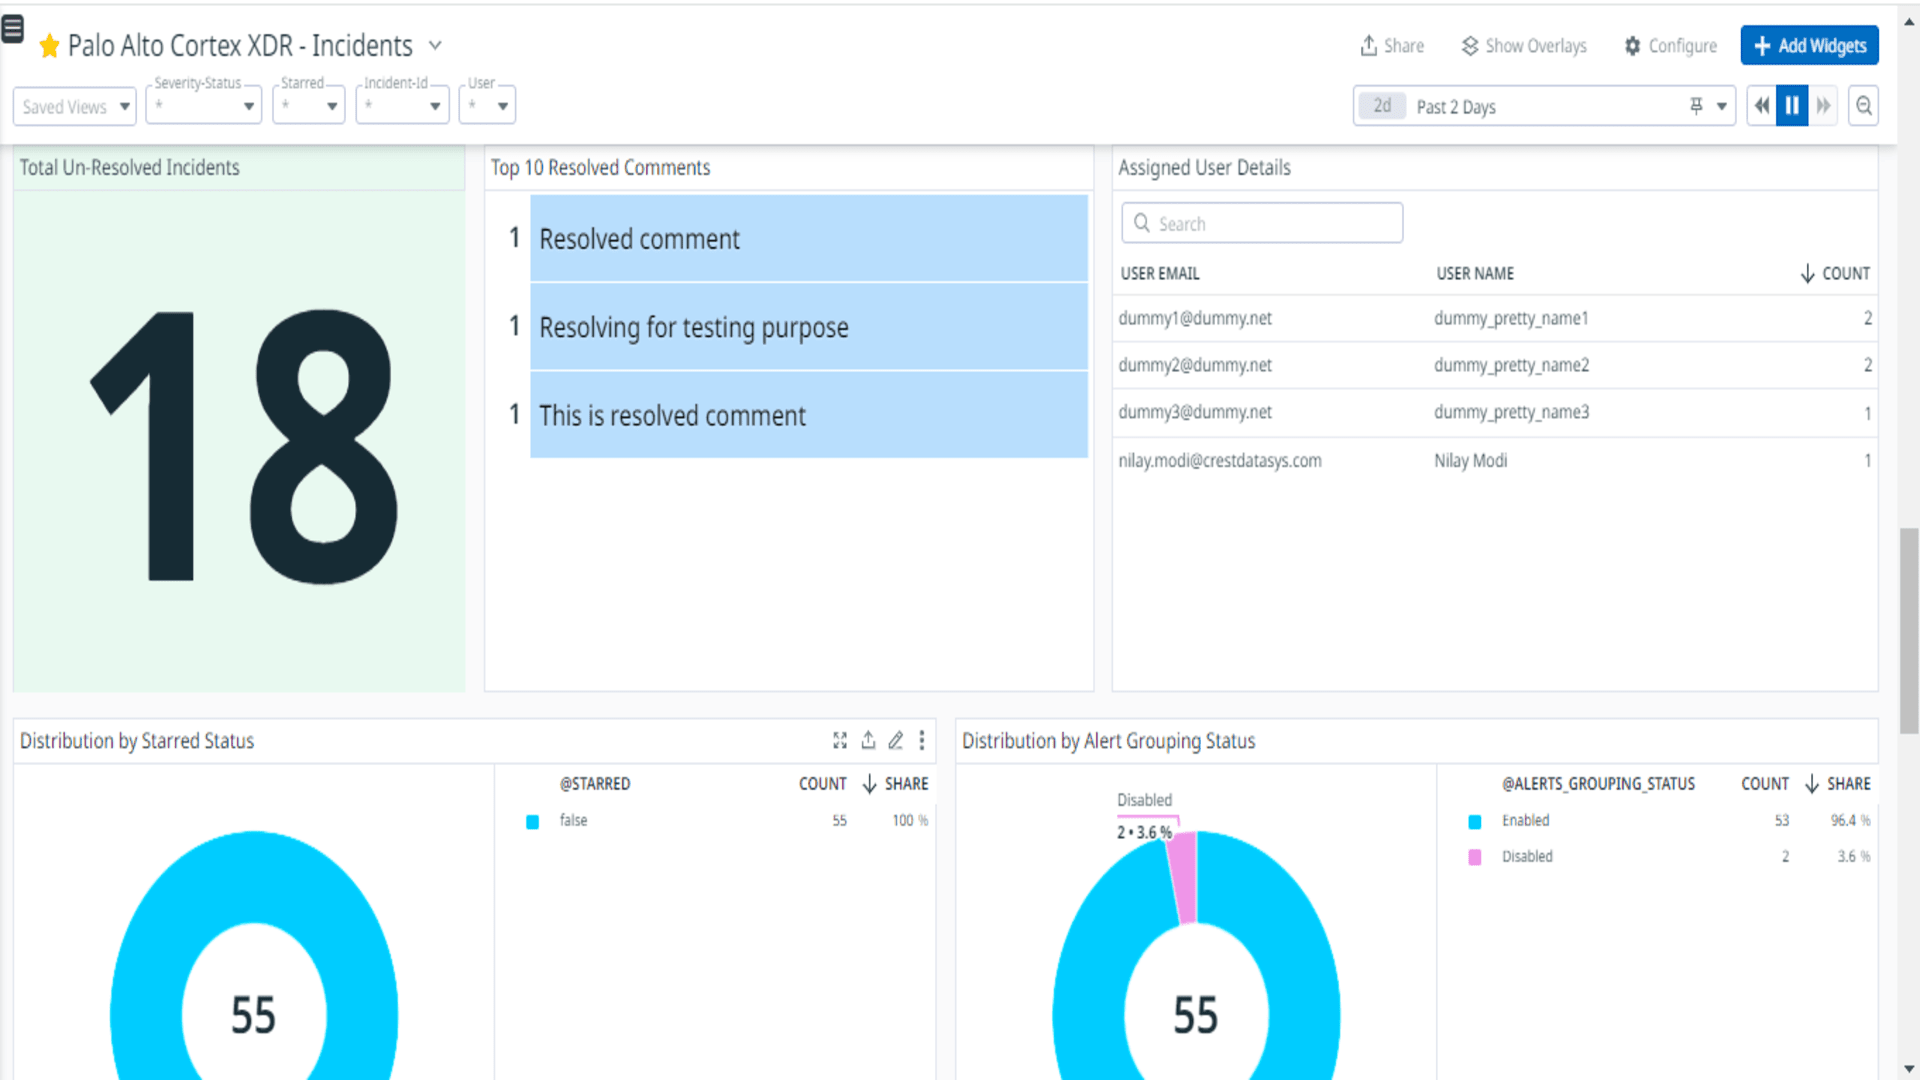 Palo Alto Cortex XDR - Incidents
Share
Show Overlays
Configure
+ Add Widgets
Saved Views
Severity-Status
*
Starred
*
Incident-Id
*
User
*
2d Past 2 Days
Total Un-Resolved Incidents
18
Top 10 Resolved Comments
1 Resolved comment
1 Resolving for testing purpose
1 This is resolved comment
Assigned User Details
Search
USER EMAIL USER NAME ↓ COUNT
dummy1@dummy.net dummy_pretty_name1 2
dummy2@dummy.net dummy_pretty_name2 2
dummy3@dummy.net dummy_pretty_name3 1
nilay.modi@crestdatasys.com Nilay Modi 1
Distribution by Starred Status
@STARRED COUNT ↓ SHARE
false 55 100 %
55
Distribution by Alert Grouping Status
Disabled
2 • 3.6 %
55
@ALERTS_GROUPING_STATUS COUNT ↓ SHARE
Enabled 53 96.4 %
Disabled 2 3.6 %